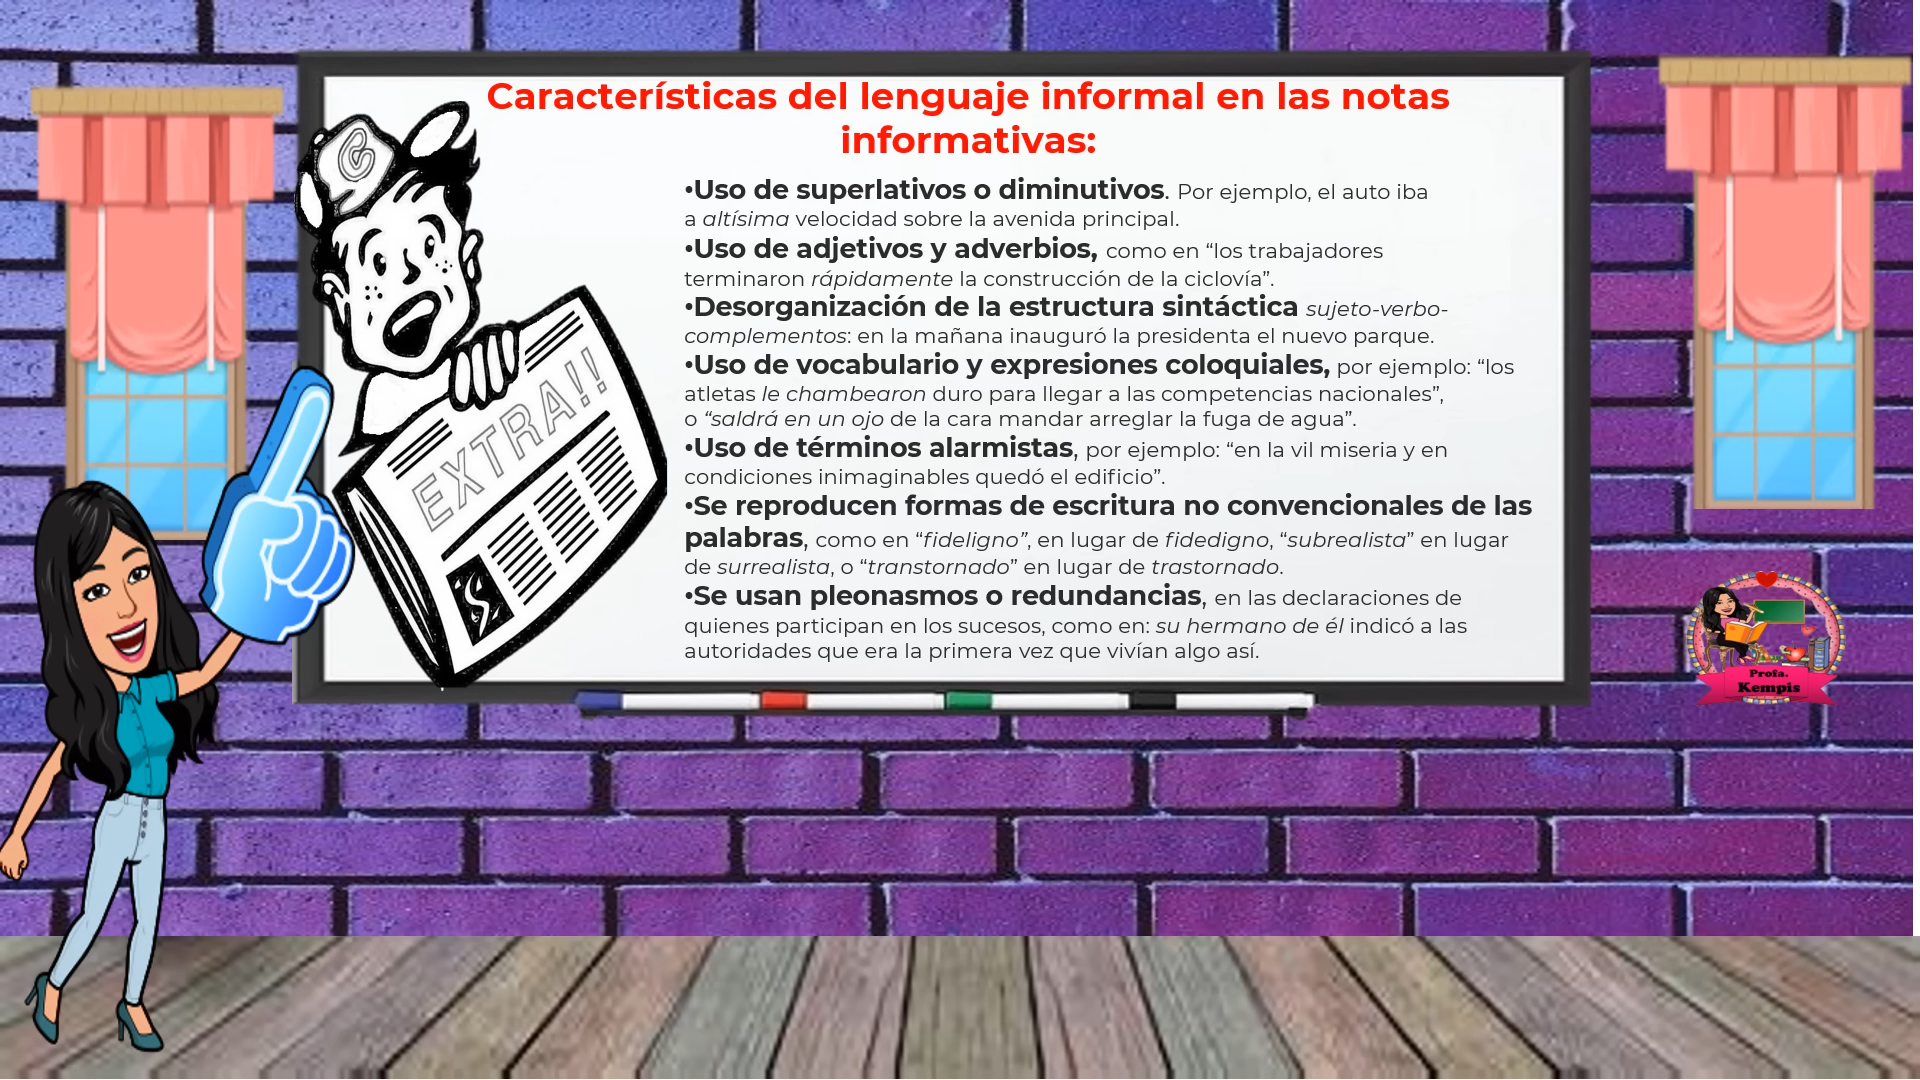 Características del lenguaje informal en las notas
informativas:
•Uso de superlativos o diminutivos. Por ejemplo, el auto iba
a altísima velocidad sobre la avenida principal.
•Uso de adjetivos y adverbios, como en “los trabajadores
terminaron rápidamente la construcción de la ciclovía”.
•Desorganización de la estructura sintáctica sujeto-verbo-
complementos: en la mañana inauguró la presidenta el nuevo parque.
•Uso de vocabulario y expresiones coloquiales, por ejemplo: “los
atletas le chambearon duro para llegar a las competencias nacionales”,
o “saldrá en un ojo de la cara mandar arreglar la fuga de agua”.
•Uso de términos alarmistas, por ejemplo: “en la vil miseria y en
condiciones inimaginables quedó el edificio”.
•Se reproducen formas de escritura no convencionales de las
palabras, como en “fideligno”, en lugar de fidedigno, “subrealista” en lugar
de surrealista, o “transtornado” en lugar de trastornado.
•Se usan pleonasmos o redundancias, en las declaraciones de
quienes participan en los sucesos, como en: su hermano de él indicó a las
autoridades que era la primera vez que vivían algo así.
G
EXTRA!!
Profa.
Kempis